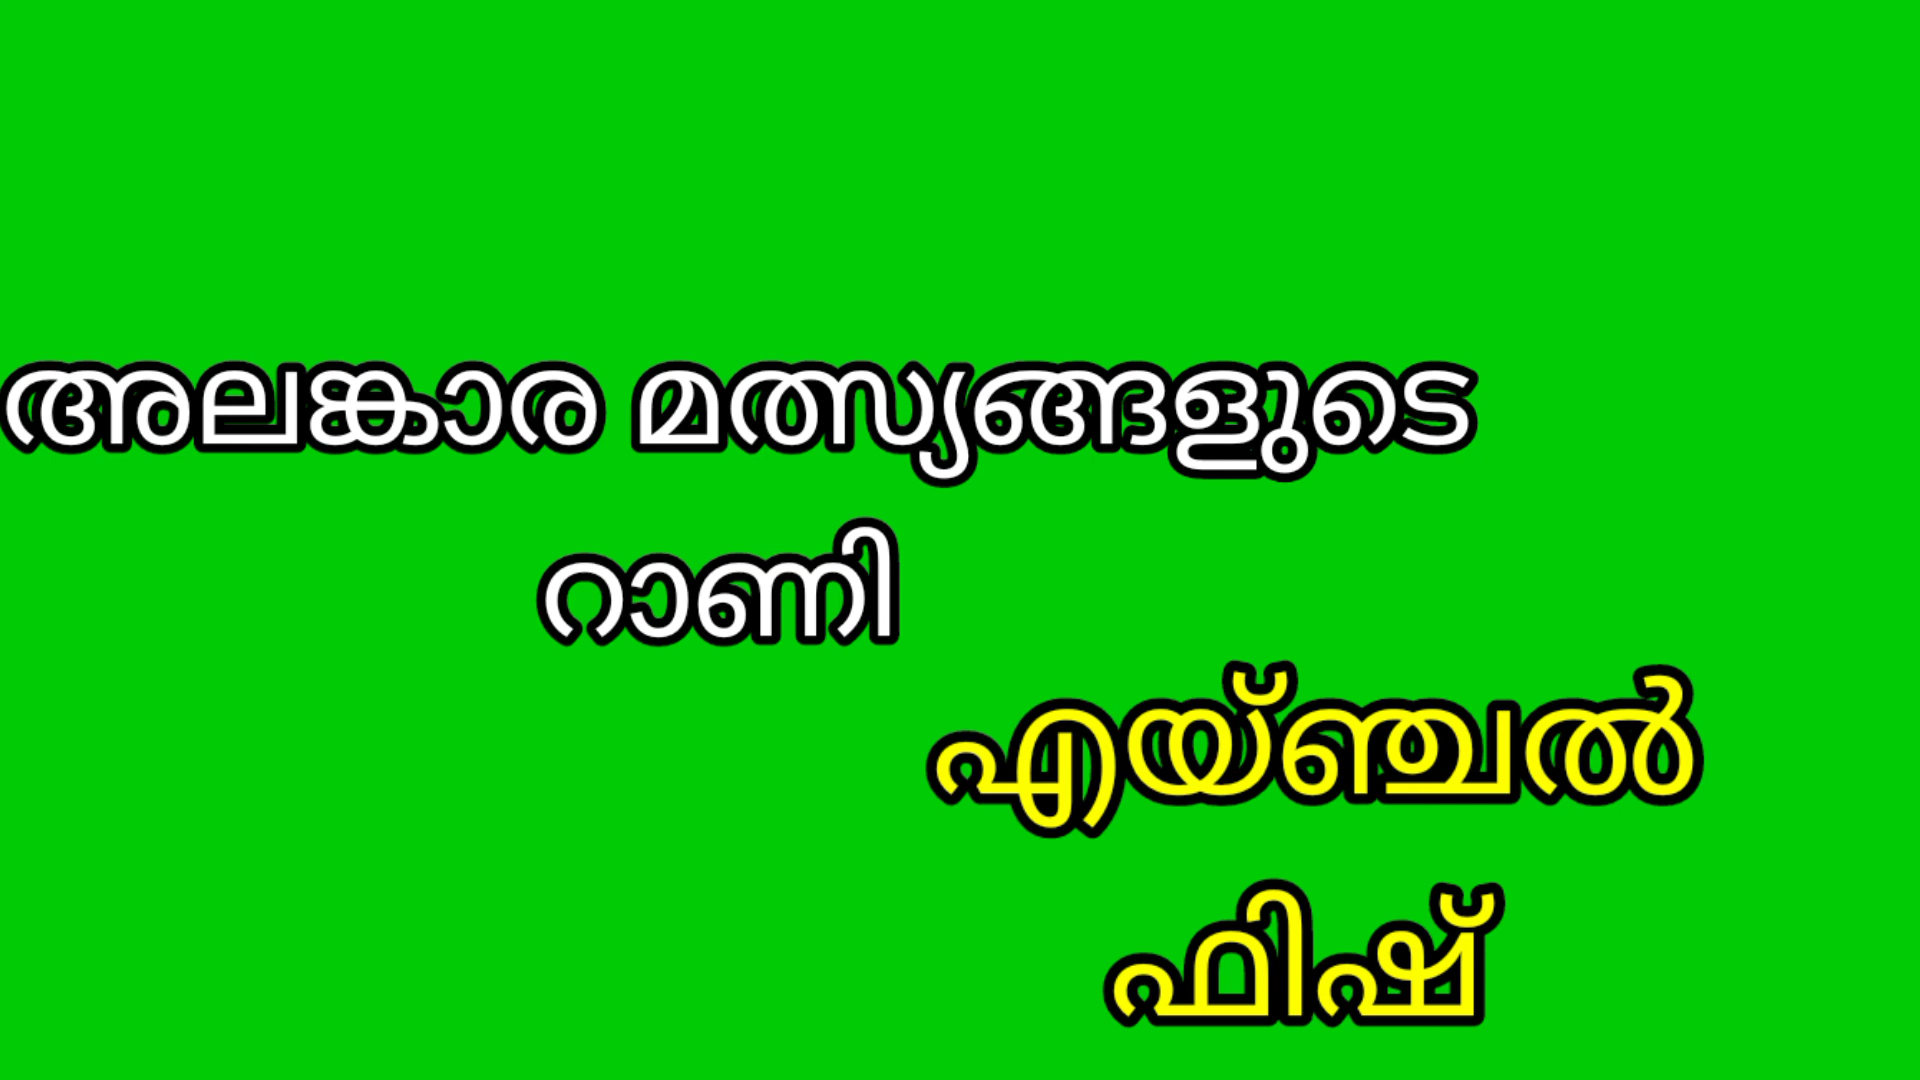 അലങ്കാര മത്സ്യങ്ങളുടെ
റാണി
എയ്ഞ്ചൽ
ഫിഷ്